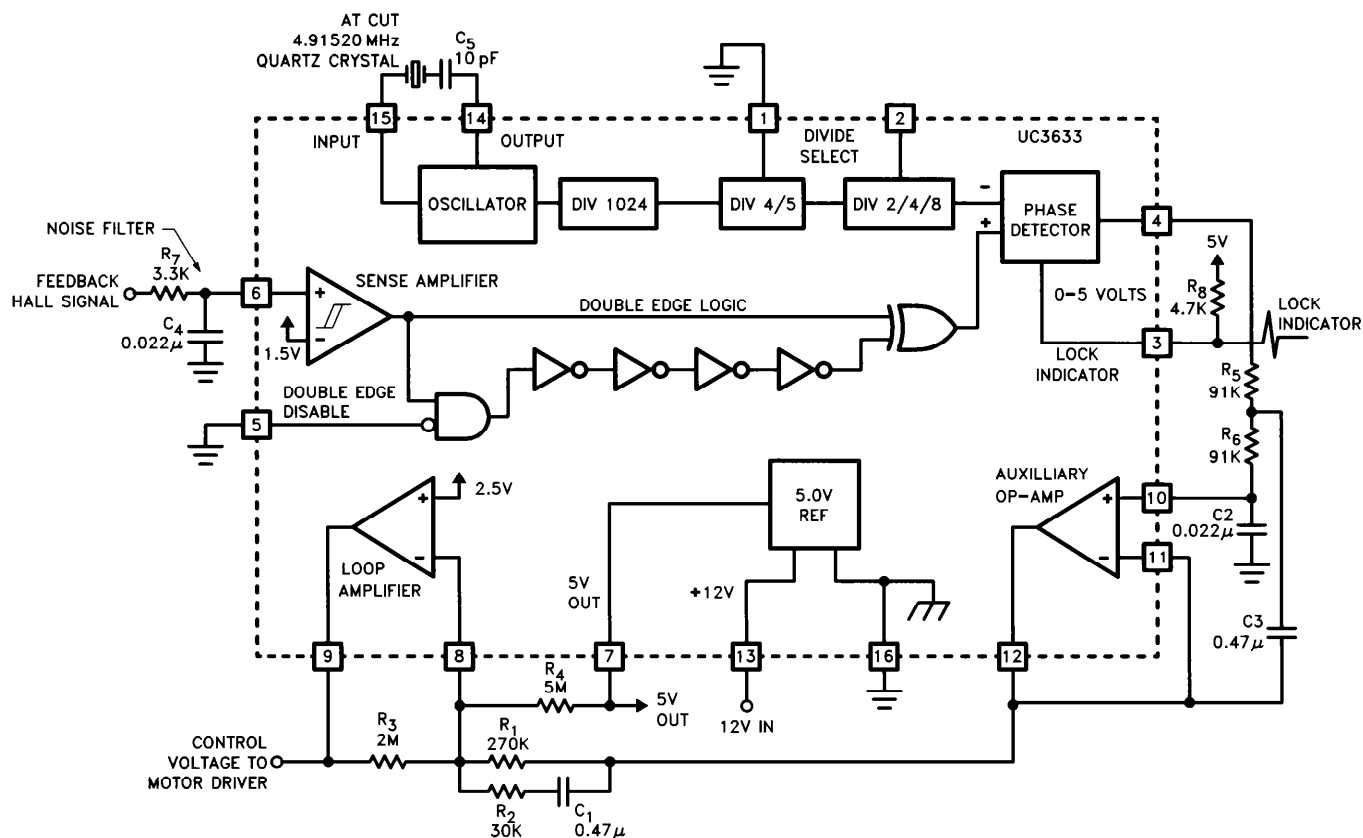 AT CUT
4.91520 MHz
QUARTZ CRYSTAL
C5
10 pF
15
14
1
2
INPUT
OUTPUT
DIVIDE
SELECT
UC3633
OSCILLATOR
DIV 1024
DIV 4/5
DIV 2/4/8
-
+
PHASE
DETECTOR
4
NOISE FILTER
R7
3.3K
FEEDBACK
HALL SIGNAL
6
+
-
SENSE AMPLIFIER
C4
0.022μ
1.5V
DOUBLE EDGE LOGIC
0-5 VOLTS
5V
R8
4.7K
LOCK
INDICATOR
3
LOCK
INDICATOR
DOUBLE EDGE
DISABLE
5
R5
91K
R6
91K
+
-
2.5V
LOOP
AMPLIFIER
5.0V
REF
AUXILLIARY
OP-AMP
+
-
10
11
C2
0.022μ
5V
OUT
+12V
C3
0.47μ
9
8
7
13
16
12
R4
5M
5V
OUT
12V IN
CONTROL
VOLTAGE TO
MOTOR DRIVER
R3
2M
R1
270K
R2
30K
C1
0.47μ